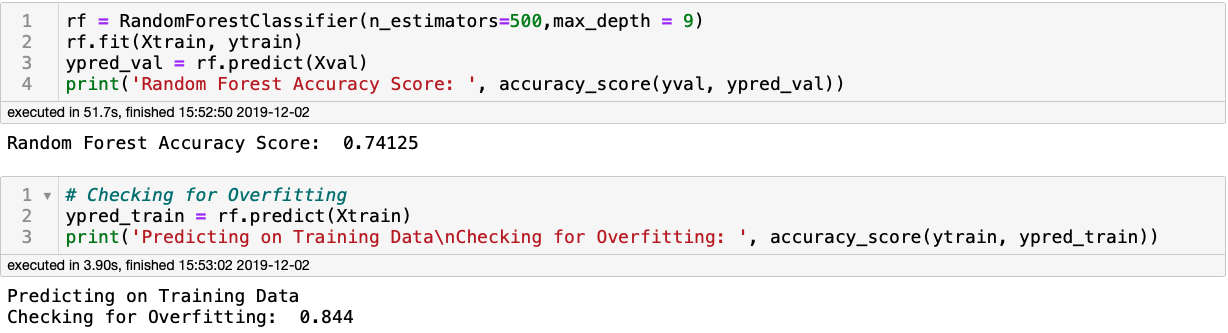 1 rf = RandomForestClassifier(n_estimators=500,max_depth = 9)
2 rf.fit(Xtrain, ytrain)
3 ypred_val = rf.predict(Xval)
4 print('Random Forest Accuracy Score: ', accuracy_score(yval, ypred_val))
executed in 51.7s, finished 15:52:50 2019-12-02
Random Forest Accuracy Score:  0.74125
1 ▾ # Checking for Overfitting
2 ypred_train = rf.predict(Xtrain)
3 print('Predicting on Training Data\nChecking for Overfitting: ', accuracy_score(ytrain, ypred_train))
executed in 3.90s, finished 15:53:02 2019-12-02
Predicting on Training Data
Checking for Overfitting:  0.844